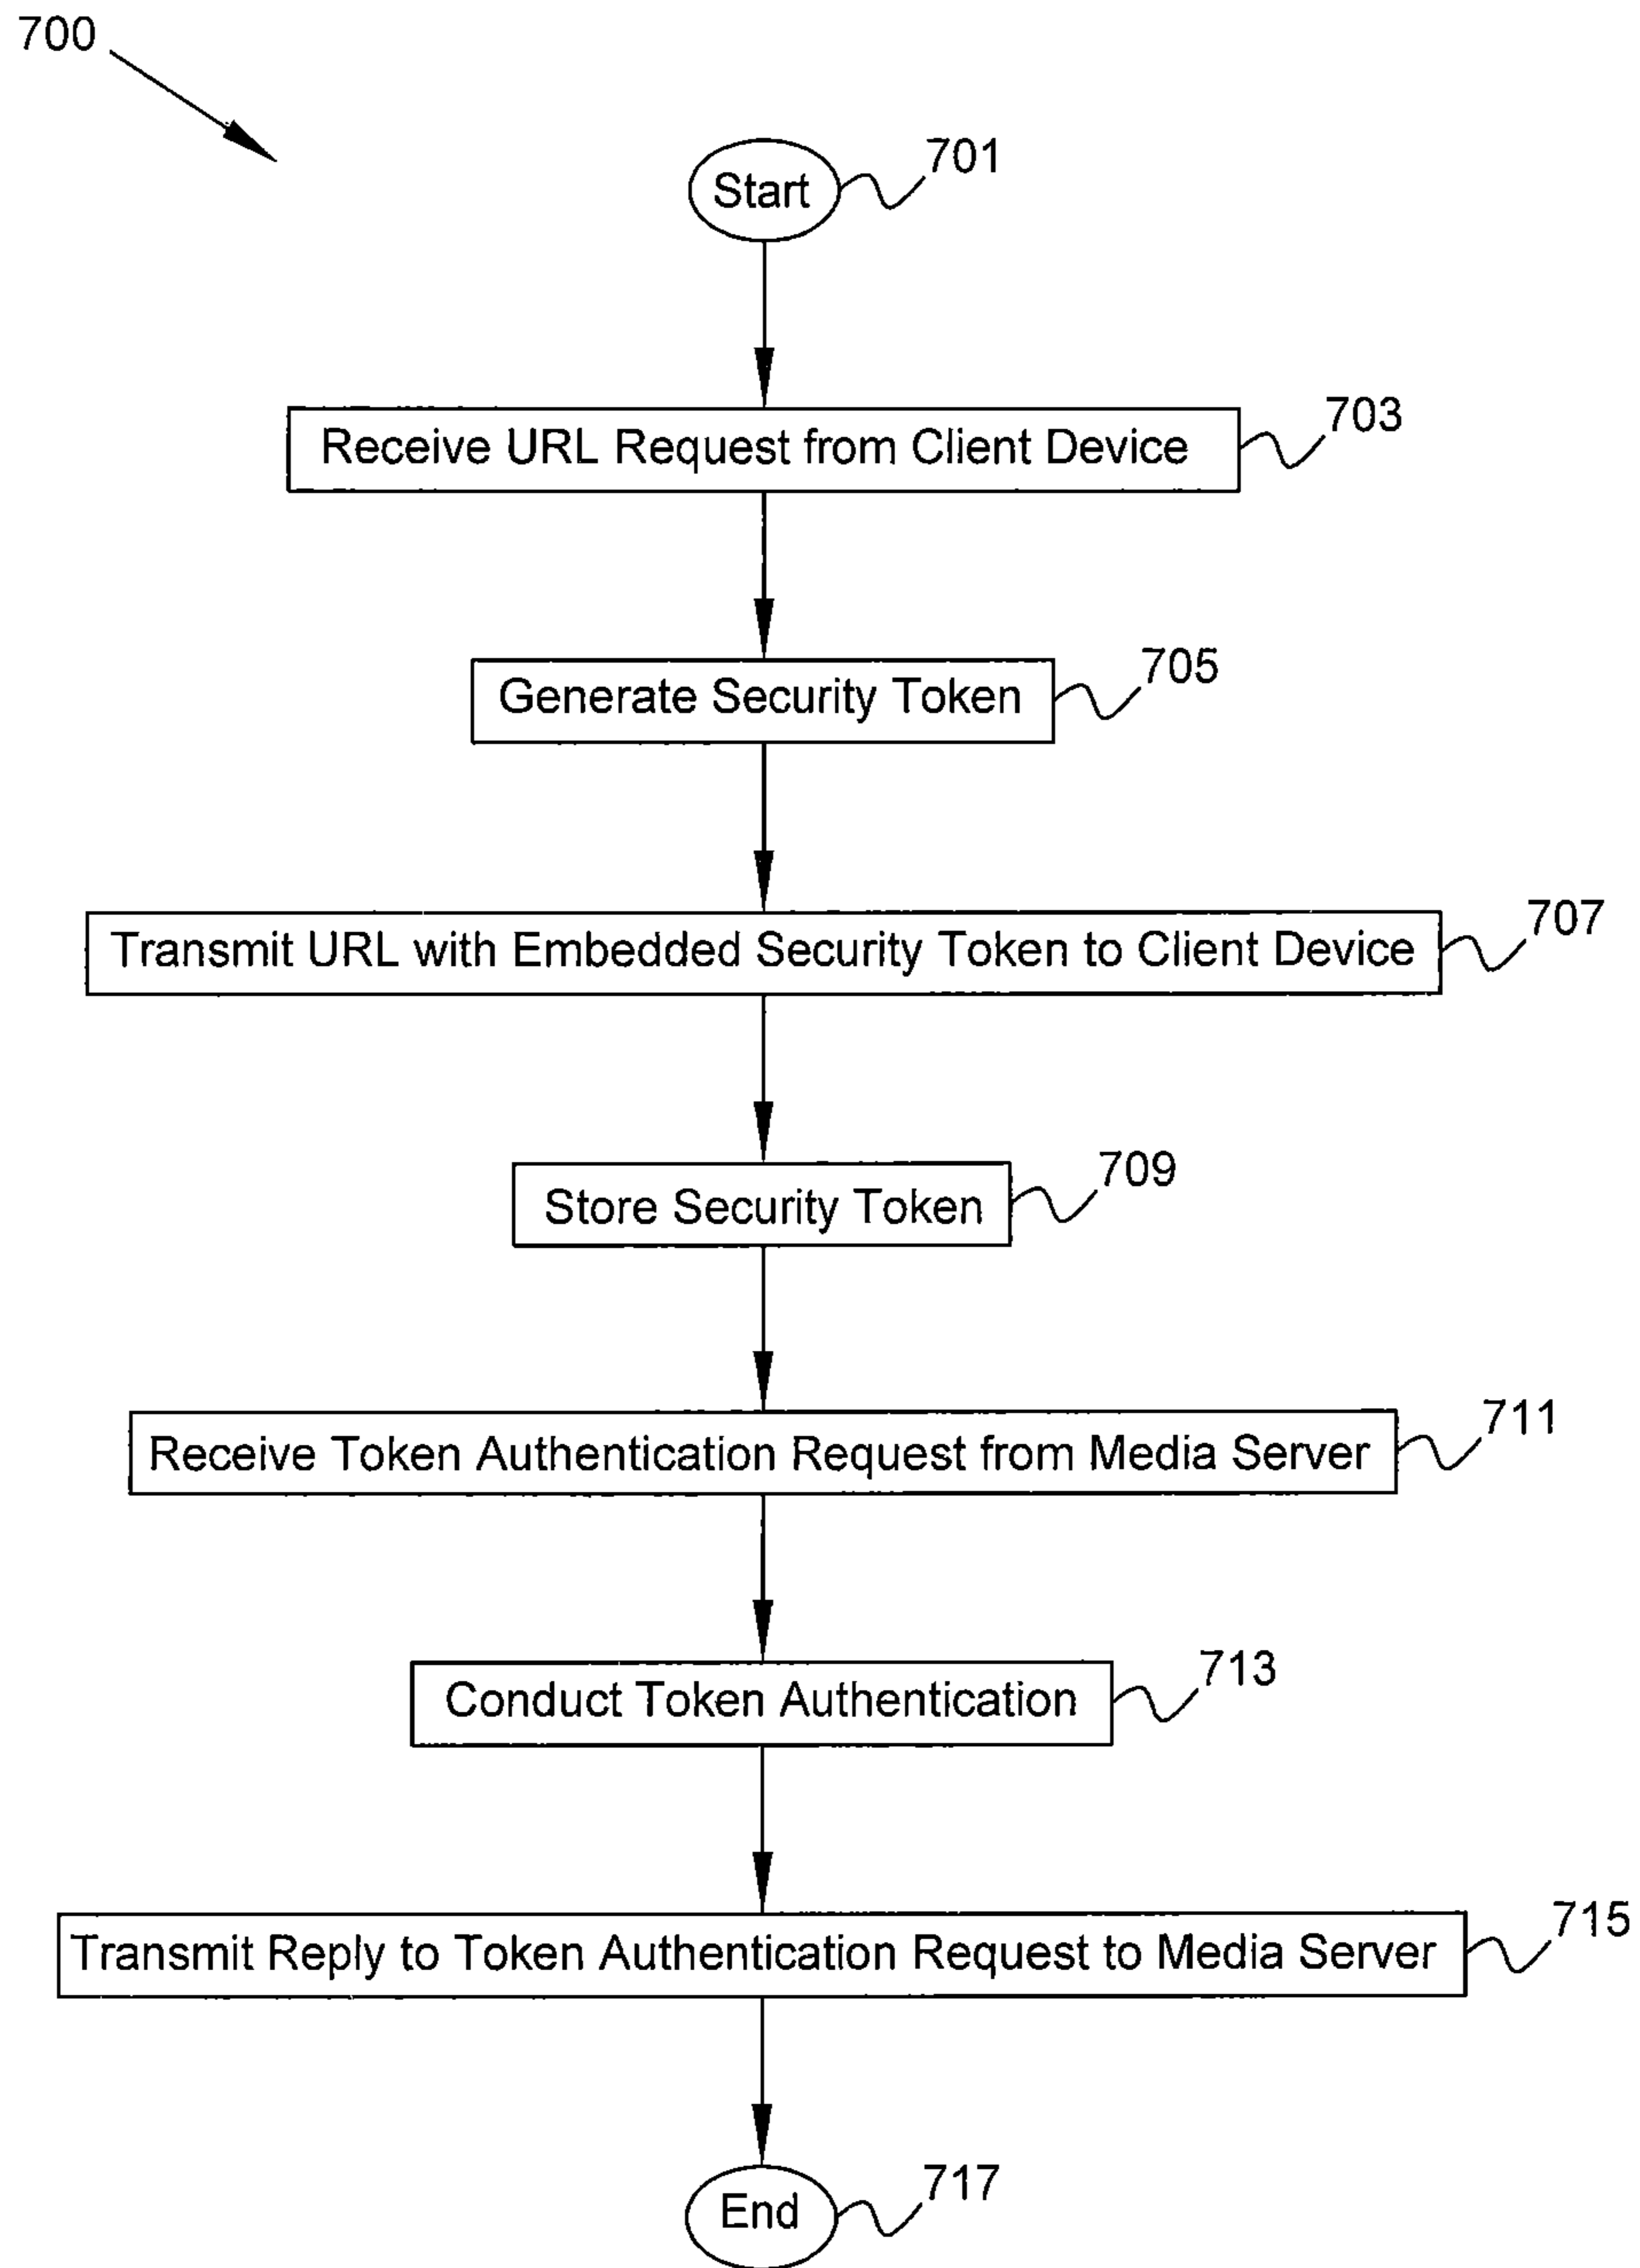 700
Start
701
Receive URL Request from Client Device
703
Generate Security Token
705
Transmit URL with Embedded Security Token to Client Device
707
Store Security Token
709
Receive Token Authentication Request from Media Server
711
Conduct Token Authentication
713
Transmit Reply to Token Authentication Request to Media Server
715
End
717